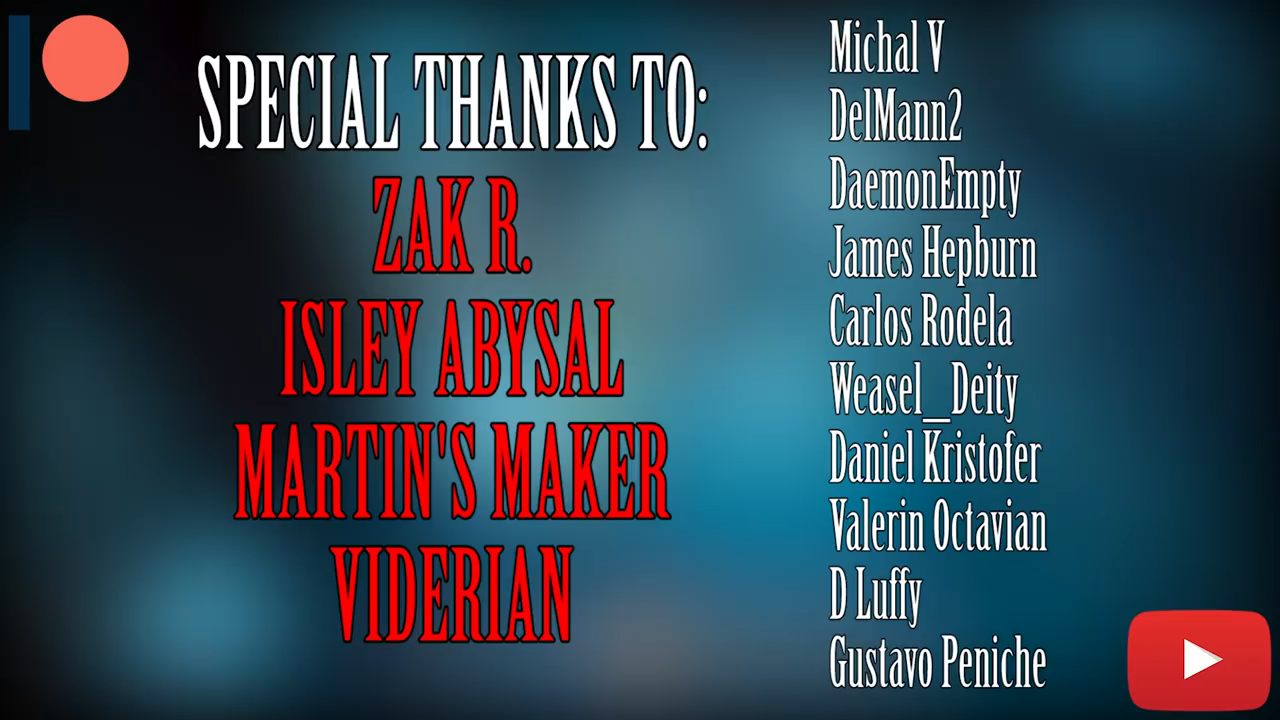 SPECIAL THANKS TO:
ZAK R.
ISLEY ABYSAL
MARTIN'S MAKER
VIDERIAN
Michal V
DelMann2
DaemonEmpty
James Hepburn
Carlos Rodela
Weasel_Deity
Daniel Kristofer
Valerin Octavian
D Luffy
Gustavo Peniche